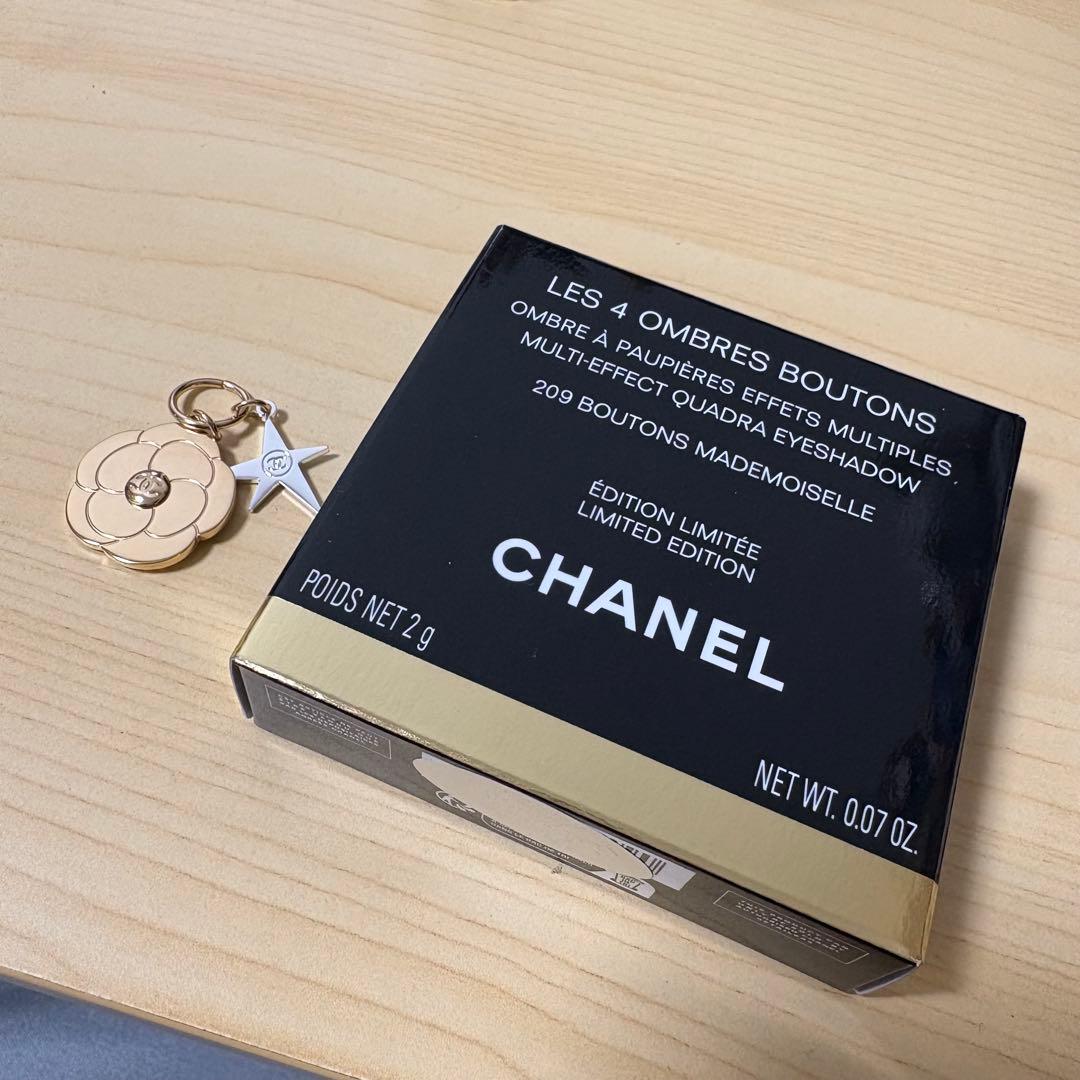 LES 4 OMBRES BOUTONS
OMBRE À PAUPIÈRES EFFETS MULTIPLES
MULTI-EFFECT QUADRA EYESHADOW
209 BOUTONS MADEMOISELLE
ÉDITION LIMITÉE
LIMITED EDITION
CHANEL
POIDS NET 2 g
NET WT. 0.07 OZ.